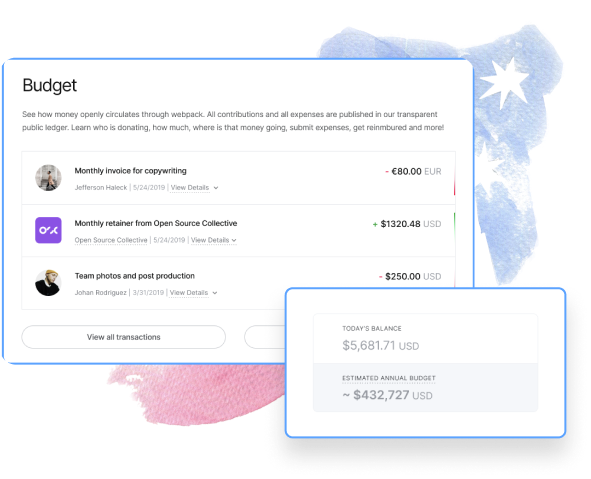 Budget
See how money openly circulates through webpack. All contributions and all expenses are published in our transparent
public ledger. Learn who is donating, how much, where is that money going, submit expenses, get reinmbured and more!
Monthly invoice for copywriting
- €80.00 EUR
Jefferson Haleck | 5/24/2019 | View Details
Monthly retainer from Open Source Collective
+ $1320.48 USD
Open Source Collective | 5/24/2019 | View Details
Team photos and post production
- $250.00 USD
Johan Rodriguez | 3/31/2019 | View Details
View all transactions
TODAY'S BALANCE
$5,681.71 USD
ESTIMATED ANNUAL BUDGET
~ $432,727 USD